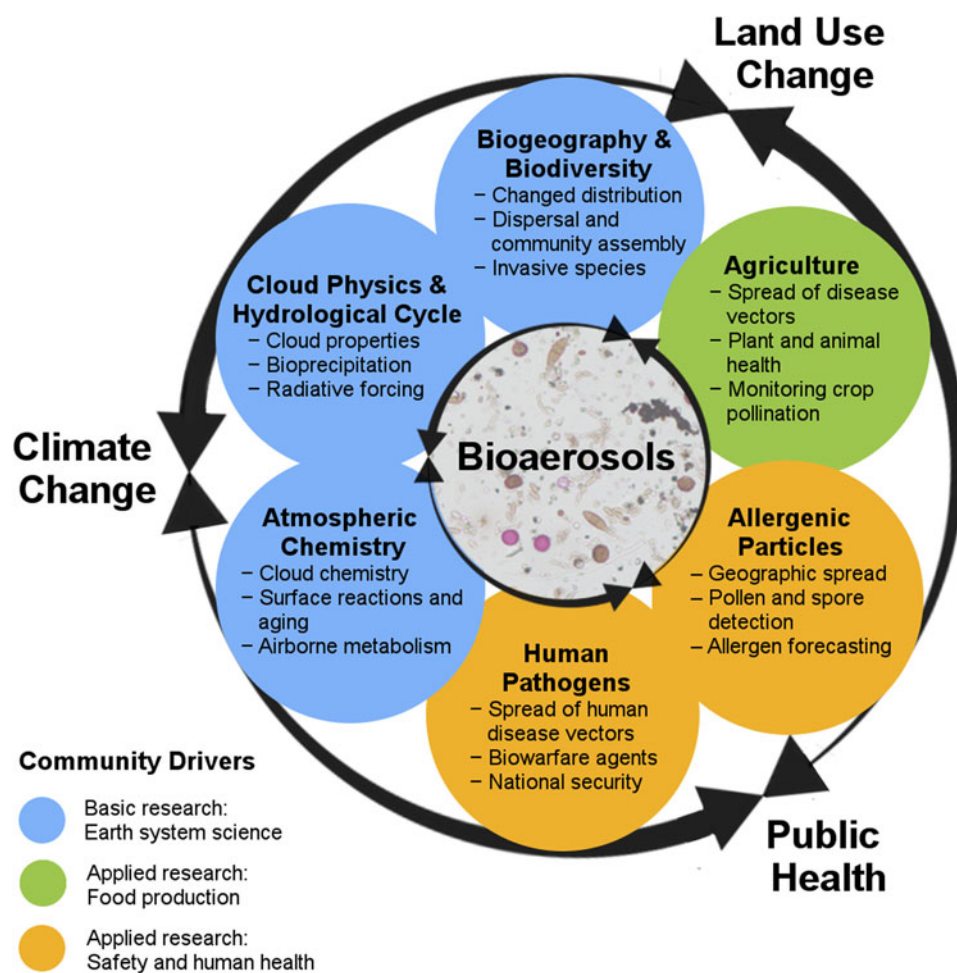 Land Use
Change
Biogeography &
Biodiversity
– Changed distribution
– Dispersal and
community assembly
– Invasive species
Agriculture
– Spread of disease
vectors
– Plant and animal
health
– Monitoring crop
pollination
Cloud Physics &
Hydrological Cycle
– Cloud properties
– Bioprecipitation
– Radiative forcing
Climate
Change
Bioaerosols
Atmospheric
Chemistry
– Cloud chemistry
– Surface reactions and
aging
– Airborne metabolism
Allergenic
Particles
– Geographic spread
– Pollen and spore
detection
– Allergen forecasting
Human
Pathogens
– Spread of human
disease vectors
– Biowarfare agents
– National security
Public
Health
Community Drivers
Basic research:
Earth system science
Applied research:
Food production
Applied research:
Safety and human health